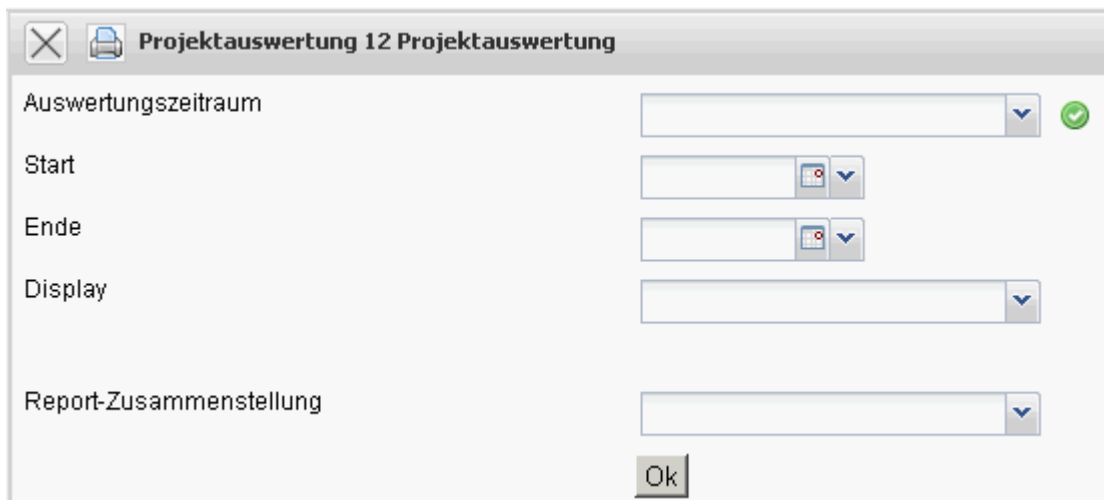 Projektauswertung 12 Projektauswertung
Auswertungszeitraum
Start
Ende
Display
Report-Zusammenstellung
Ok